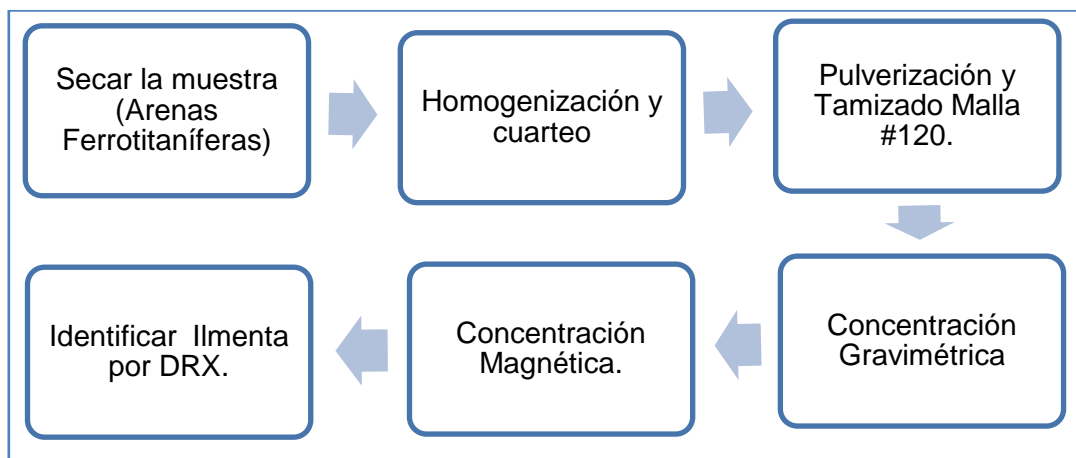 Secar la muestra
(Arenas
Ferrotitaníferas)
Homogenización y
cuarteo
Pulverización y
Tamizado Malla
#120.
Concentración
Gravimétrica
Concentración
Magnética.
Identificar Ilmenta
por DRX.